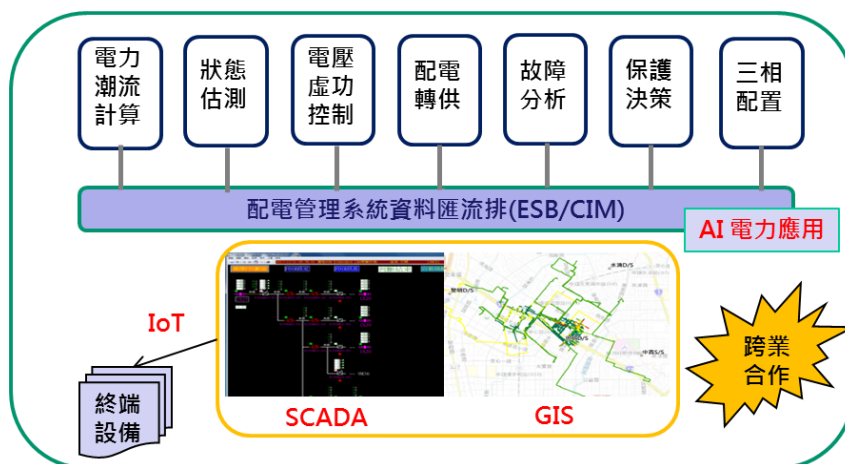 電力
潮流
計算
狀態
估測
電壓
虛功
控制
配電
轉供
故障
分析
保護
決策
三相
配置
配電管理系統資料匯流排(ESB/CIM)
AI 電力應用
IoT
終端
設備
SCADA
GIS
跨業
合作